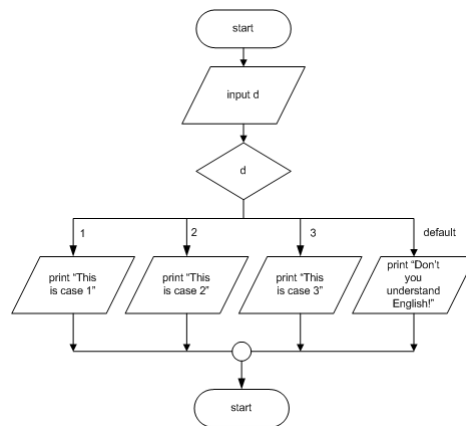 start
input d
d
1
2
3
default
print “This
is case 1”
print “This
is case 2”
print “This
is case 3”
print “Don’t
you
understand
English!”
start